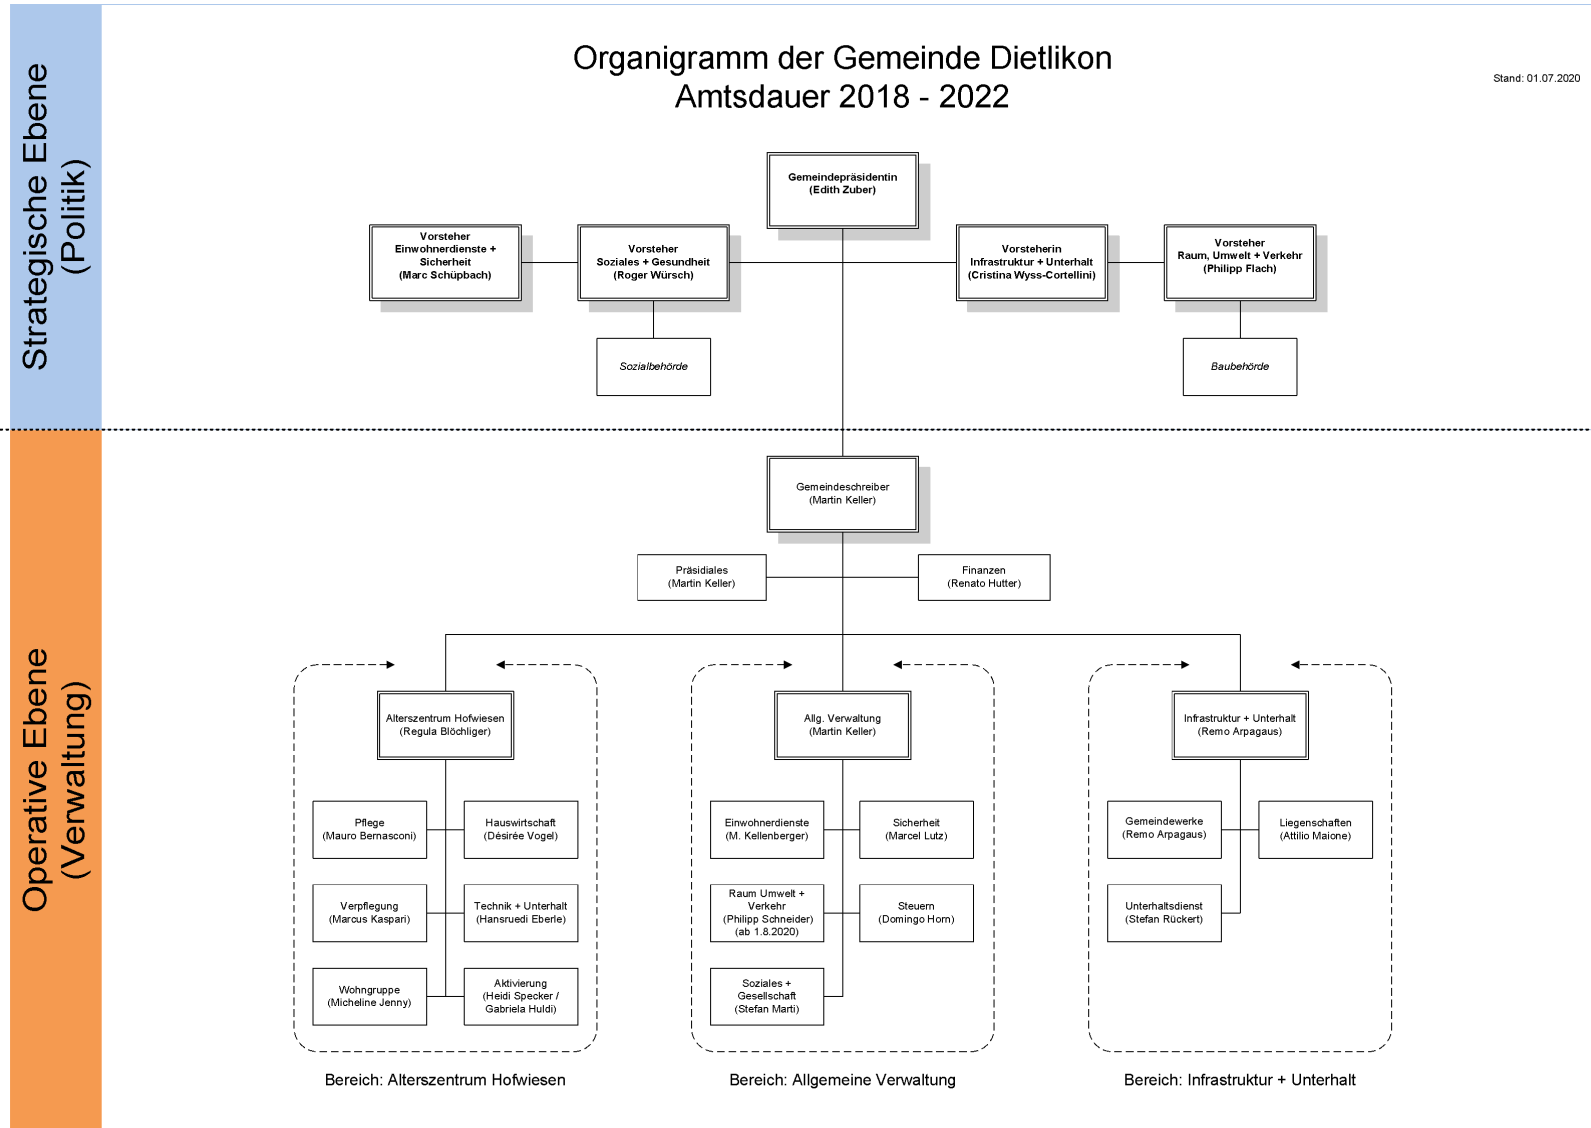 Organigramm der Gemeinde Dietlikon
Amtsdauer 2018 - 2022
Stand: 01.07.2020
Strategische Ebene
(Politik)
Gemeindepräsidentin
(Edith Zuber)
Vorsteher
Einwohnerdienste +
Sicherheit
(Marc Schüpbach)
Vorsteher
Soziales + Gesundheit
(Roger Würsch)
Vorsteherin
Infrastruktur + Unterhalt
(Cristina Wyss-Cortellini)
Vorsteher
Raum, Umwelt + Verkehr
(Philipp Flach)
Sozialbehörde
Baubehörde
Operative Ebene
(Verwaltung)
Gemeindeschreiber
(Martin Keller)
Präsidiales
(Martin Keller)
Finanzen
(Renato Hutter)
Alterszentrum Hofwiesen
(Regula Blöchliger)
Allg. Verwaltung
(Martin Keller)
Infrastruktur + Unterhalt
(Remo Arpagaus)
Pflege
(Mauro Bernasconi)
Hauswirtschaft
(Désirée Vogel)
Verpflegung
(Marcus Kaspari)
Technik + Unterhalt
(Hansruedi Eberle)
Wohngruppe
(Micheline Jenny)
Aktivierung
(Heidi Specker /
Gabriela Huldi)
Einwohnerdienste
(M. Kellenberger)
Sicherheit
(Marcel Lutz)
Raum Umwelt +
Verkehr
(Philipp Schneider)
(ab 1.8.2020)
Steuern
(Domingo Horn)
Soziales +
Gesellschaft
(Stefan Marti)
Gemeindewerke
(Remo Arpagaus)
Liegenschaften
(Attilio Maione)
Unterhaltsdienst
(Stefan Rückert)
Bereich: Alterszentrum Hofwiesen
Bereich: Allgemeine Verwaltung
Bereich: Infrastruktur + Unterhalt